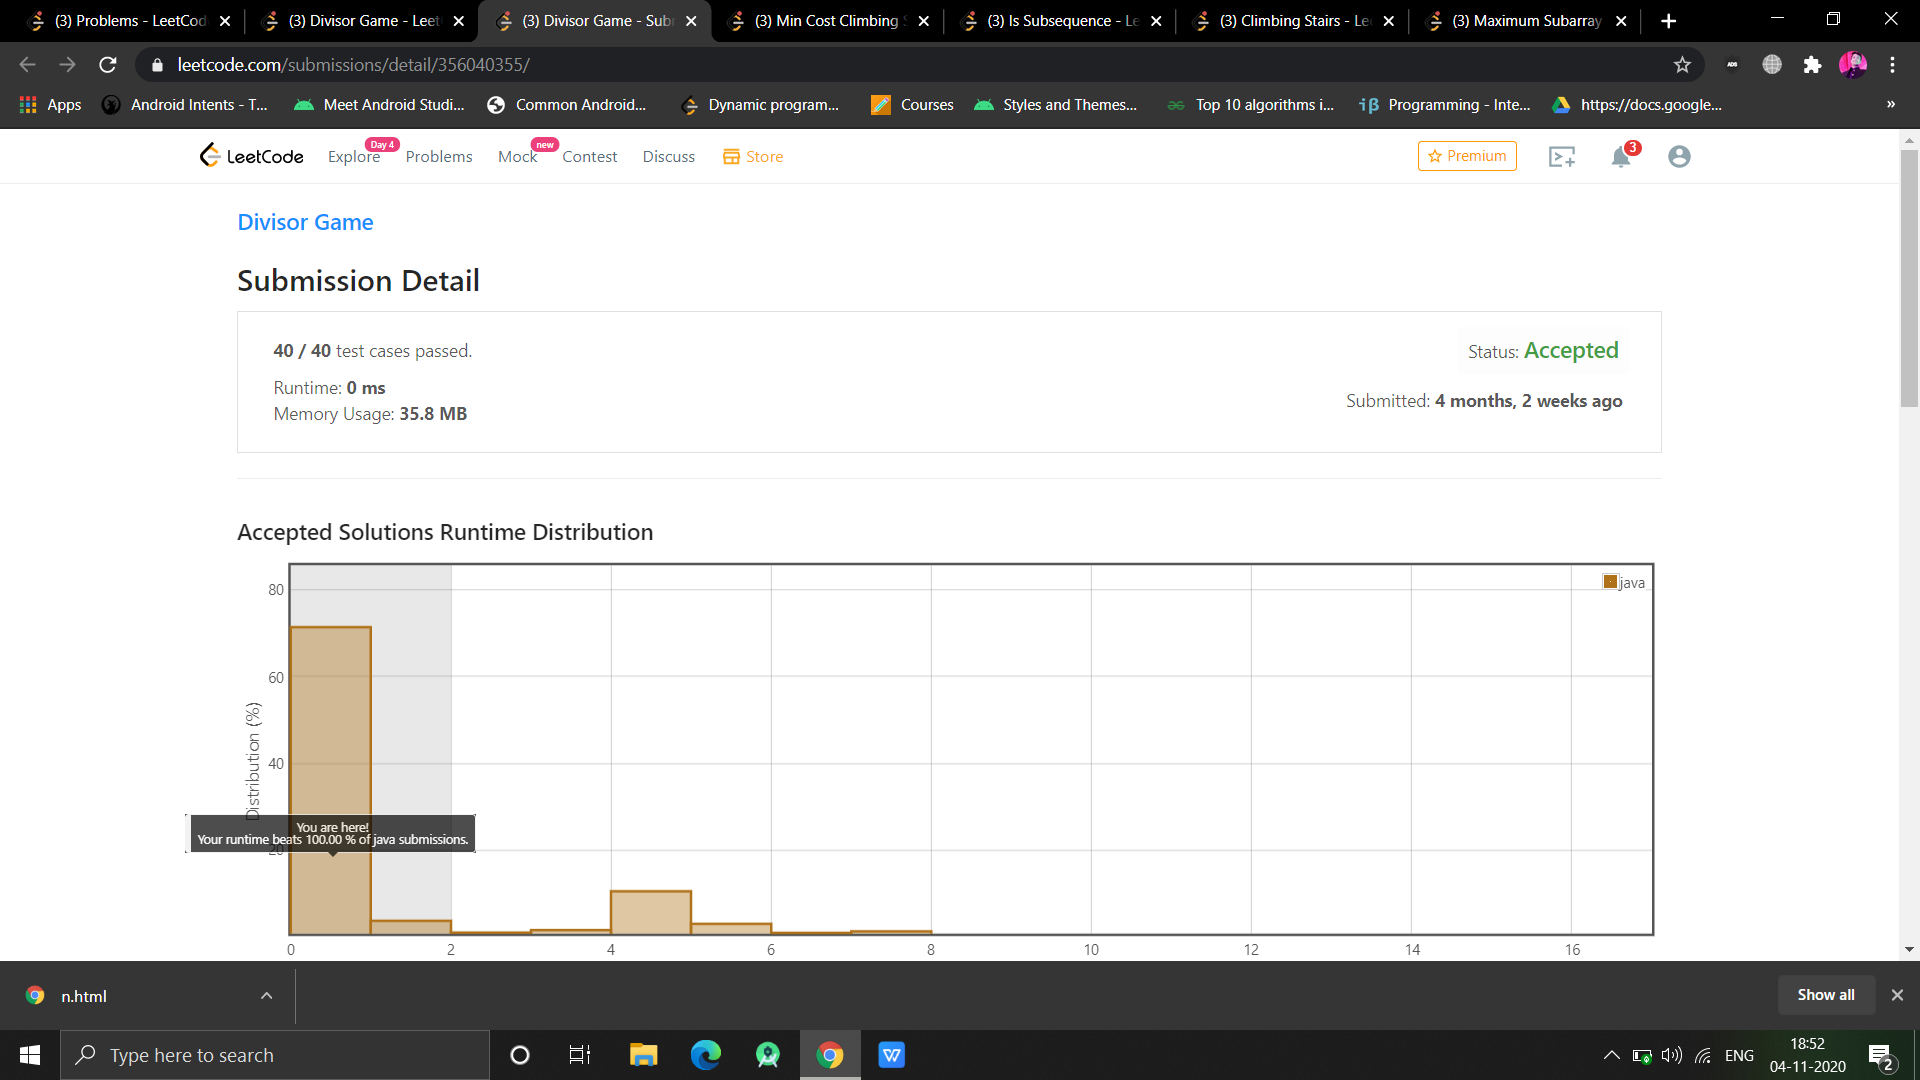 (3) Problems - LeetCod
(3) Divisor Game - Leet
(3) Divisor Game - Sub
(3) Min Cost Climbing
(3) Is Subsequence - Le
(3) Climbing Stairs - Le
(3) Maximum Subarray
leetcode.com/submissions/detail/356040355/
Apps
Android Intents - T...
Meet Android Studi...
Common Android...
Dynamic program...
Courses
Styles and Themes...
Top 10 algorithms i...
Programming - Inte...
https://docs.google...
»
LeetCode
Explore
Day 4
Problems
Mock
new
Contest
Discuss
Store
Premium
3
Divisor Game
Submission Detail
40 / 40 test cases passed.
Status: Accepted
Runtime: 0 ms
Submitted: 4 months, 2 weeks ago
Memory Usage: 35.8 MB
Accepted Solutions Runtime Distribution
java
80
60
40
20
Distribution (%)
You are here!
Your runtime beats 100.00 % of java submissions.
0 2 4 6 8 10 12 14 16
n.html
Show all
Type here to search
ENG
18:52
04-11-2020
2